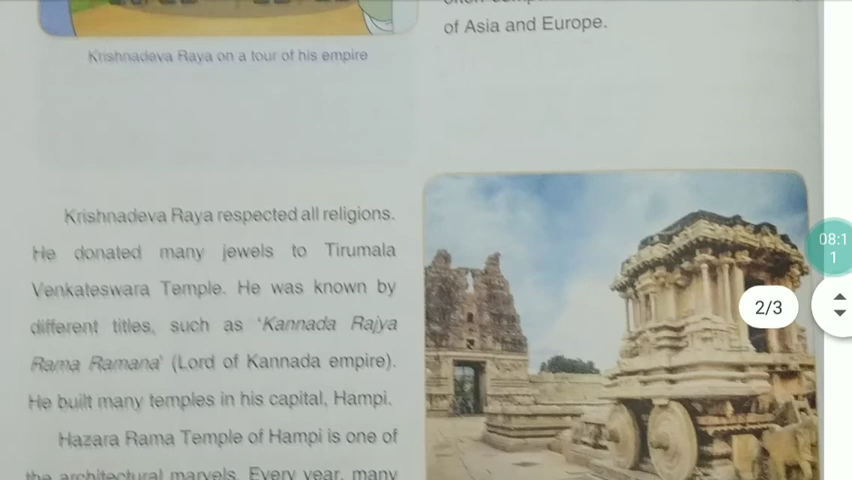 Krishnadeva Raya on a tour of his empire
of Asia and Europe.
Krishnadeva Raya respected all religions.
He donated many jewels to Tirumala
Venkateswara Temple. He was known by
different titles, such as 'Kannada Rajya
Rama Ramana' (Lord of Kannada empire).
He built many temples in his capital, Hampi.
Hazara Rama Temple of Hampi is one of
the architectural marvels. Every year, many
08:1
1
2/3